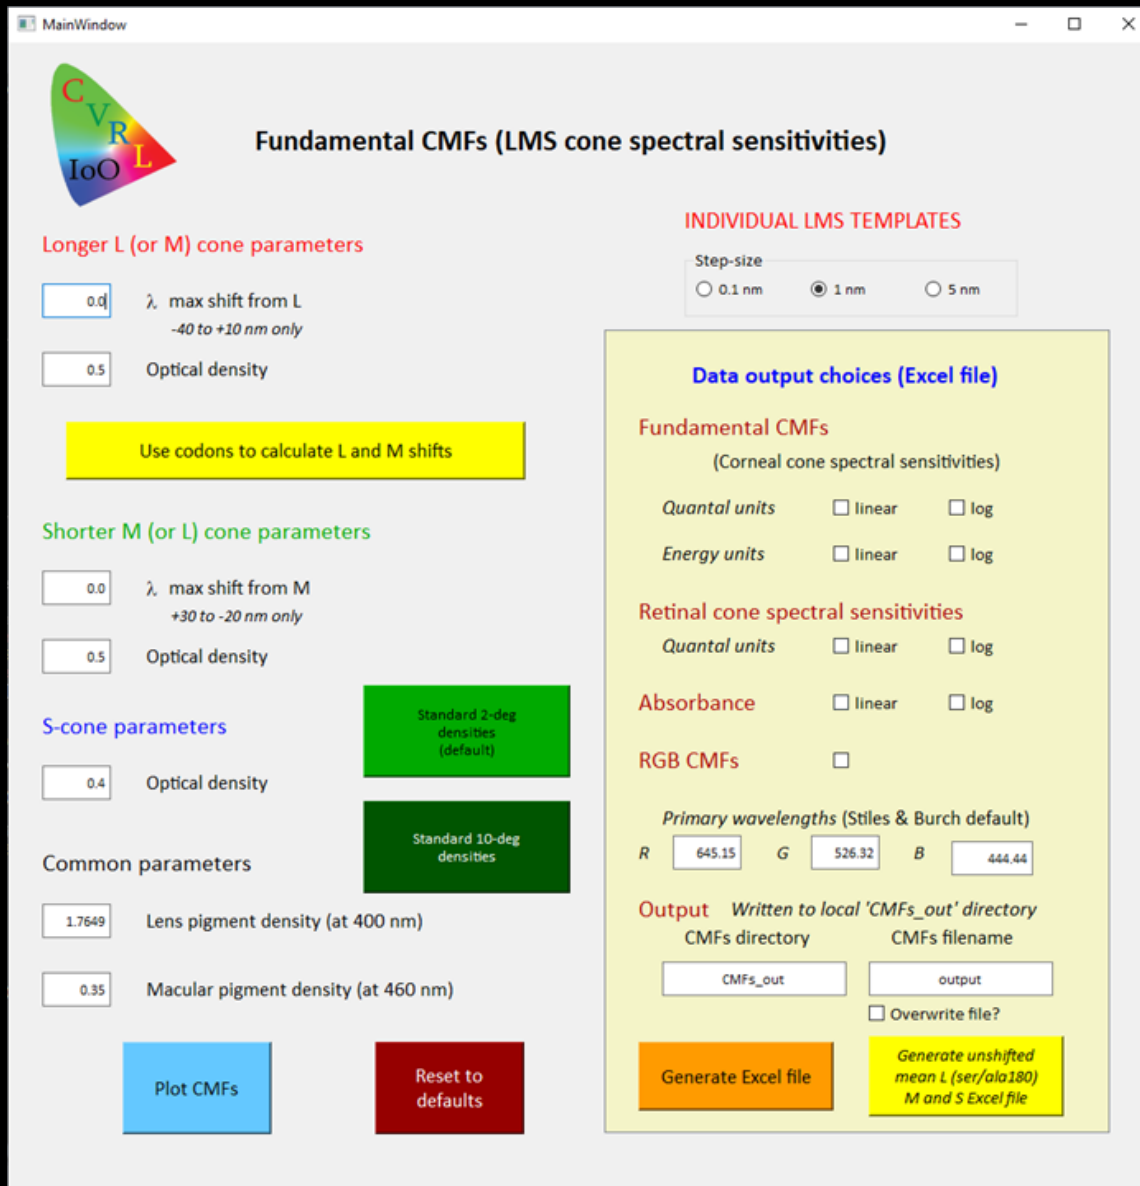 MainWindow
C
V
R
L
IoO
Fundamental CMFs (LMS cone spectral sensitivities)
Longer L (or M) cone parameters
0.0
λ max shift from L
-40 to +10 nm only
0.5
Optical density
Use codons to calculate L and M shifts
Shorter M (or L) cone parameters
0.0
λ max shift from M
+30 to -20 nm only
0.5
Optical density
S-cone parameters
0.4
Optical density
Standard 2-deg
densities
(default)
Standard 10-deg
densities
Common parameters
1.7649
Lens pigment density (at 400 nm)
0.35
Macular pigment density (at 460 nm)
Plot CMFs
Reset to
defaults
INDIVIDUAL LMS TEMPLATES
Step-size
0.1 nm 1 nm 5 nm
Data output choices (Excel file)
Fundamental CMFs
(Corneal cone spectral sensitivities)
Quantal units linear log
Energy units linear log
Retinal cone spectral sensitivities
Quantal units linear log
Absorbance linear log
RGB CMFs
Primary wavelengths (Stiles & Burch default)
R 645.15 G 526.32 B 444.44
Output Written to local 'CMFs_out' directory
CMFs directory CMFs filename
CMFs_out output
Overwrite file?
Generate Excel file
Generate unshifted
mean L (ser/ala180)
M and S Excel file